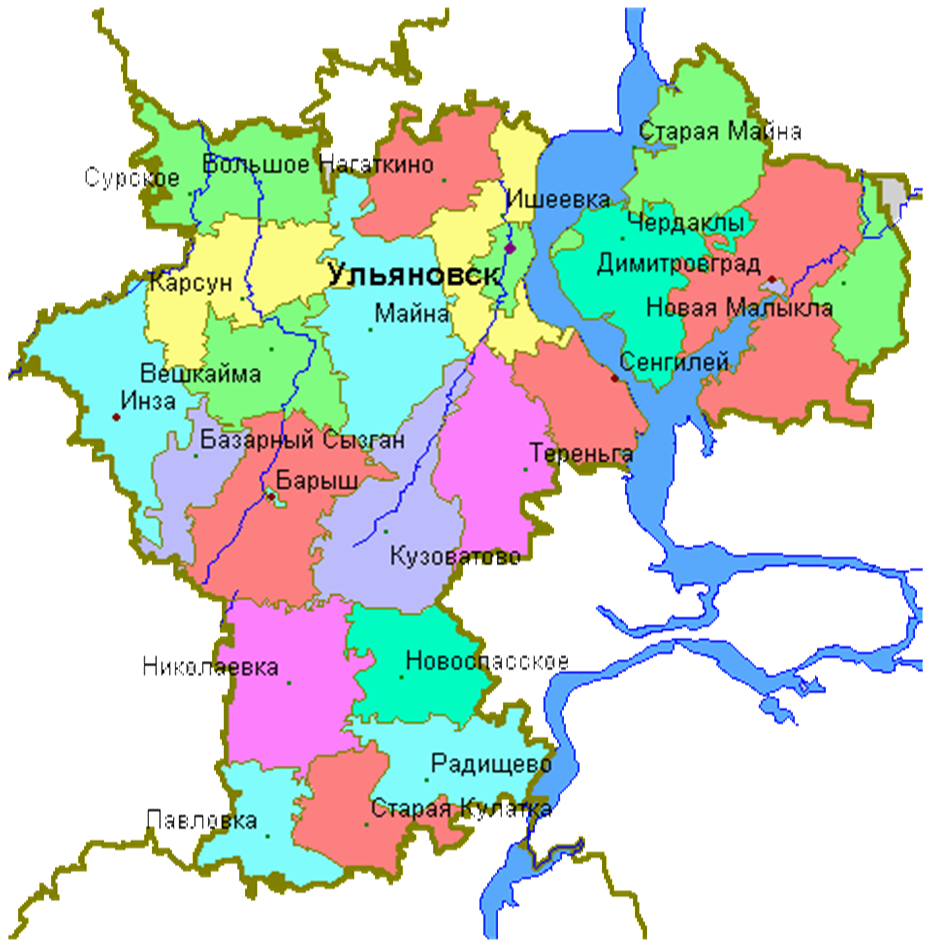 Старая Майна
Большое Нагаткино
Сурское
Ишеевка
Чердаклы
Димитровград
Ульяновск
Карсун
Новая Малыкла
Майна
Сенгилей
Вешкайма
Инза
Базарный Сызган
Тереньга
Барыш
Кузоватово
Новоспасское
Николаевка
Радищево
Старая Кулатка
Павловка